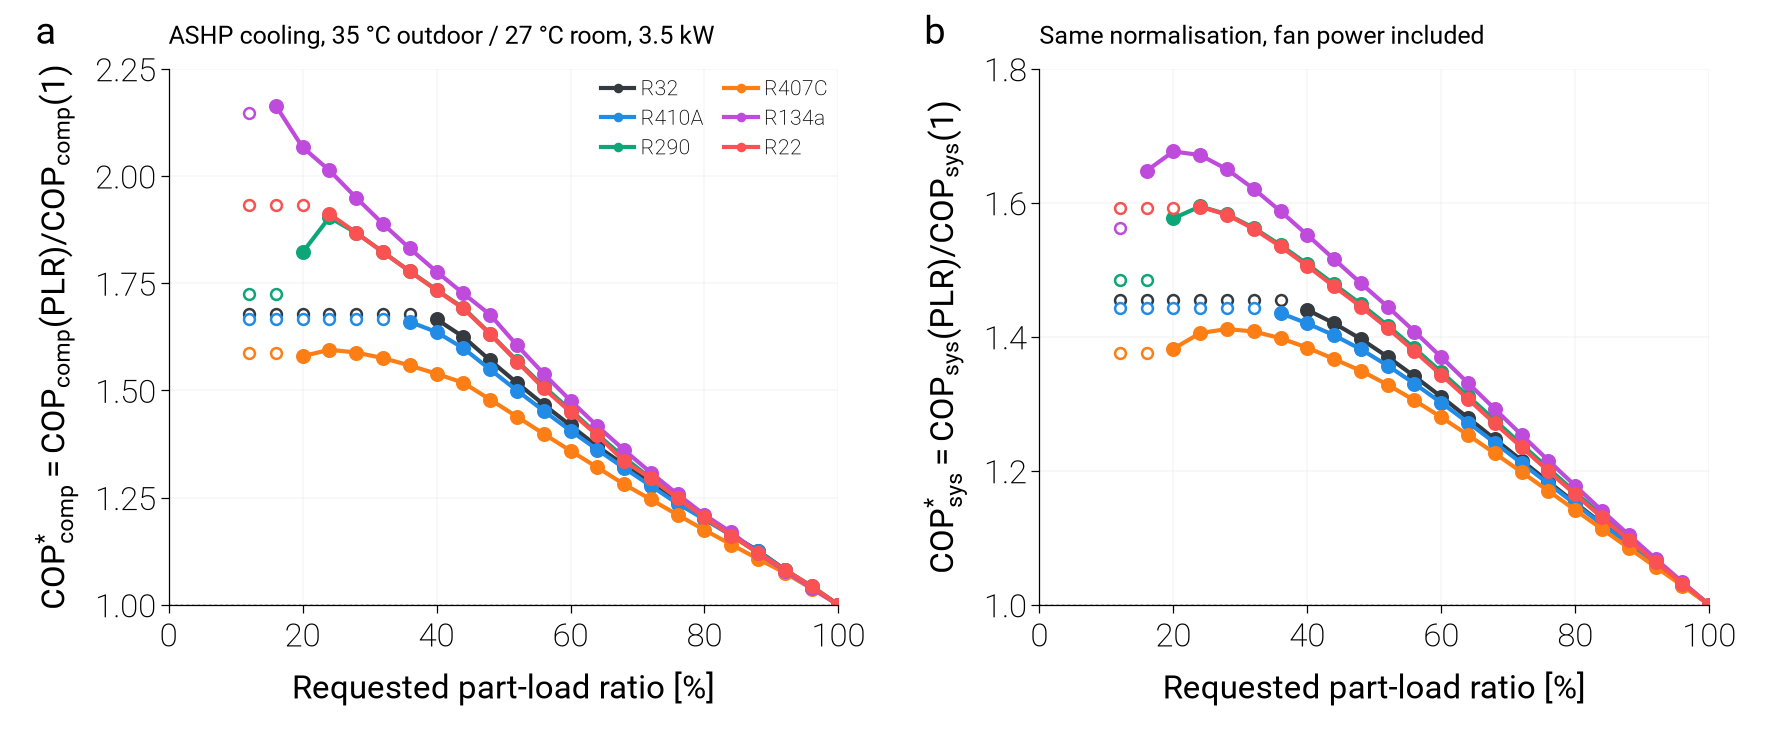 a
ASHP cooling, 35 °C outdoor / 27 °C room, 3.5 kW
COP*comp = COPcomp(PLR)/COPcomp(1)
2.25
2.00
1.75
1.50
1.25
1.00
R32
R410A
R290
R407C
R134a
R22
0
20
40
60
80
100
Requested part-load ratio [%]
b
Same normalisation, fan power included
COP*sys = COPsys(PLR)/COPsys(1)
1.8
1.6
1.4
1.2
1.0
0
20
40
60
80
100
Requested part-load ratio [%]